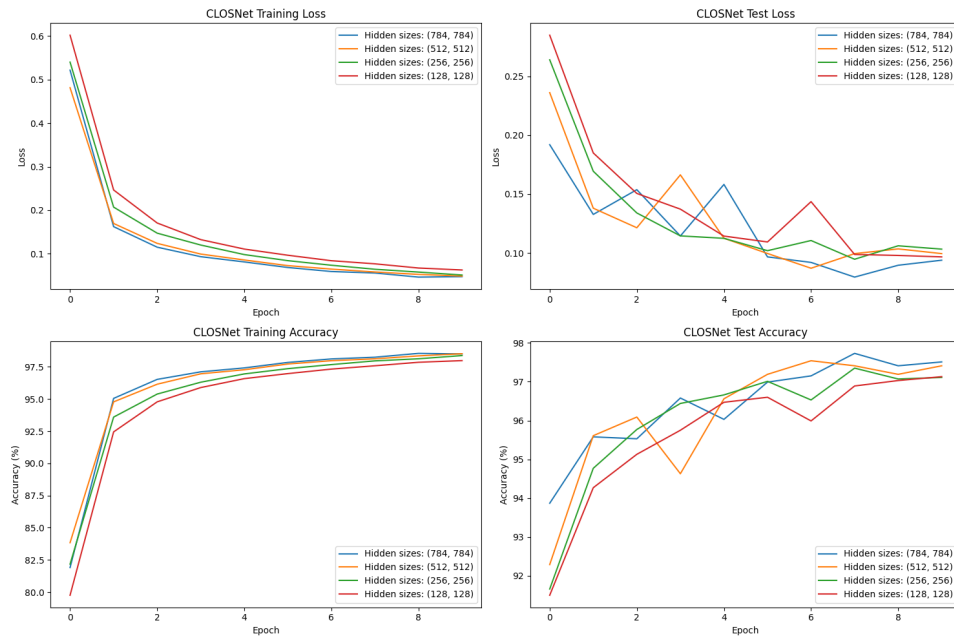 CLOSNet Training Loss
Loss
0.6
0.5
0.4
0.3
0.2
0.1
0 2 4 6 8
Epoch
Hidden sizes: (784, 784)
Hidden sizes: (512, 512)
Hidden sizes: (256, 256)
Hidden sizes: (128, 128)
CLOSNet Test Loss
Loss
0.25
0.20
0.15
0.10
0 2 4 6 8
Epoch
Hidden sizes: (784, 784)
Hidden sizes: (512, 512)
Hidden sizes: (256, 256)
Hidden sizes: (128, 128)
CLOSNet Training Accuracy
Accuracy (%)
97.5
95.0
92.5
90.0
87.5
85.0
82.5
80.0
0 2 4 6 8
Epoch
Hidden sizes: (784, 784)
Hidden sizes: (512, 512)
Hidden sizes: (256, 256)
Hidden sizes: (128, 128)
CLOSNet Test Accuracy
Accuracy (%)
98
97
96
95
94
93
92
0 2 4 6 8
Epoch
Hidden sizes: (784, 784)
Hidden sizes: (512, 512)
Hidden sizes: (256, 256)
Hidden sizes: (128, 128)